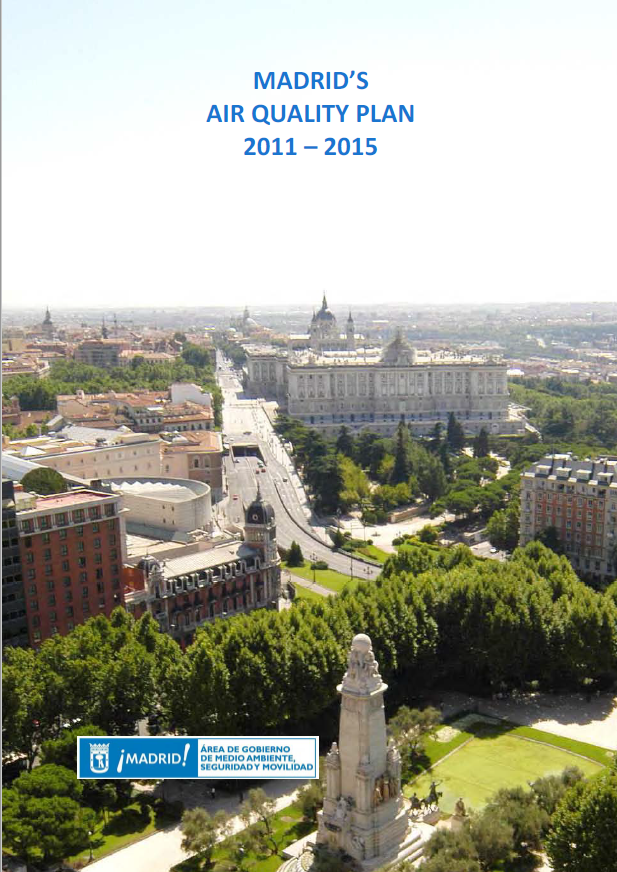 MADRID’S
AIR QUALITY PLAN
2011 – 2015
¡MADRID!
ÁREA DE GOBIERNO
DE MEDIO AMBIENTE,
SEGURIDAD Y MOVILIDAD